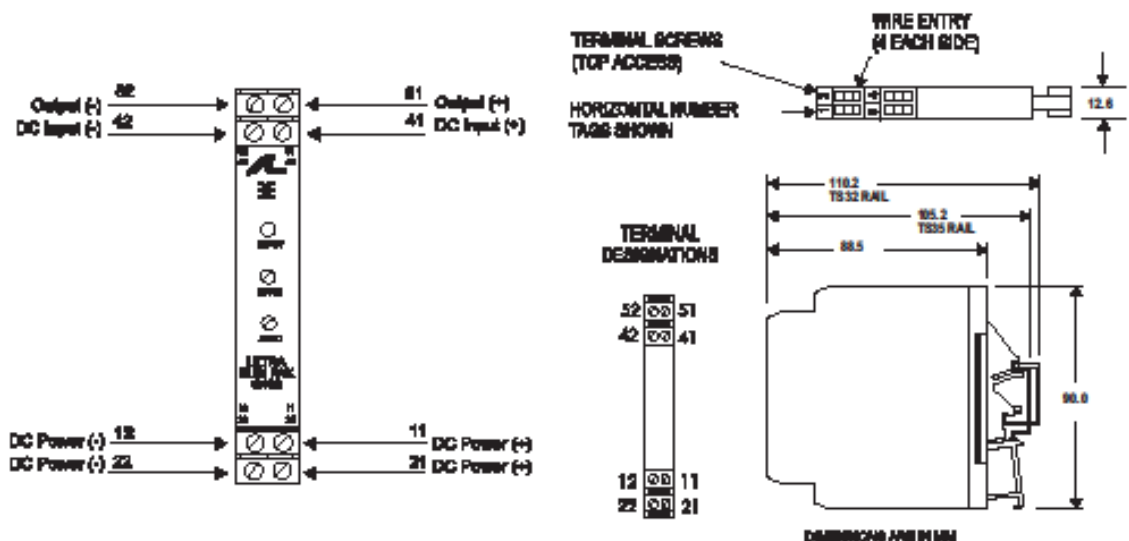 Output (-) 52
DC Input (-) 42
51 Output (+)
41 DC Input (+)
DC Power (-) 12
DC Power (-) 22
11 DC Power (+)
21 DC Power (+)
TERMINAL SCREWS
(TOP ACCESS)
WIRE ENTRY
(4 EACH SIDE)
HORIZONTAL NUMBER
TAGS SHOWN
12.6
TERMINAL
DESIGNATIONS
52 51
42 41
12 11
22 21
110.2
TS32 RAIL
105.2
TS35 RAIL
88.5
90.0
DIMENSIONS ARE IN MM